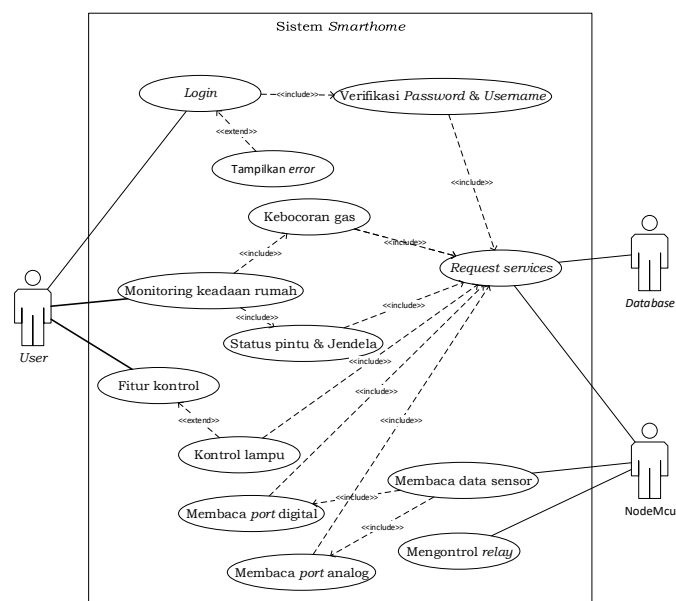 Sistem Smarthome
Login
<<include>>
Verifikasi Password & Username
<<extend>>
Tampilkan error
<<include>>
Kebocoran gas
<<include>>
Request services
Database
<<include>>
Monitoring keadaan rumah
<<include>>
Status pintu & Jendela
<<include>>
User
<<include>>
Fitur kontrol
<<include>>
<<extend>>
<<include>>
Kontrol lampu
Membaca data sensor
<<include>>
Membaca port digital
NodeMcu
<<include>>
Mengontrol relay
Membaca port analog